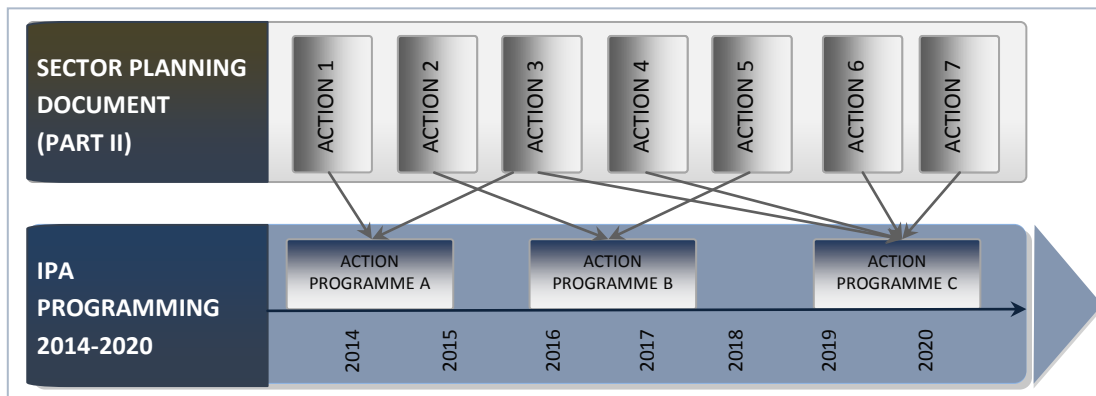 SECTOR PLANNING
DOCUMENT
(PART II)
ACTION 1
ACTION 2
ACTION 3
ACTION 4
ACTION 5
ACTION 6
ACTION 7
IPA
PROGRAMMING
2014-2020
ACTION
PROGRAMME A
ACTION
PROGRAMME B
ACTION
PROGRAMME C
2014
2015
2016
2017
2018
2019
2020